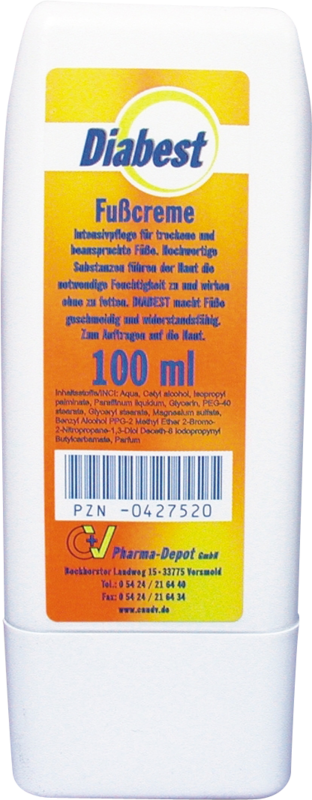 Diabest
Fußcreme
Intensivpflege für trockene und
beanspruchte Füße. Hochwertige
Substanzen führen der Haut die
notwendige Feuchtigkeit zu und wirken
ohne zu fetten. DIABEST macht Füße
geschmeidig und widerstandsfähig.
Zum Auftragen auf die Haut.
100 ml
Inhaltsstoffe/INCI: Aqua, Cetyl alcohol, Isopropyl
palminate, Paraffinum liquidum, Glycerin, PEG-40
stearate, Glyceryl stearate, Magnesium sulfate,
Benzyl Alcohol PPG-2 Methyl Ether 2-Bromo-
2-Nitropropane-1,3-Diol Deceth-8 Iodopropynyl
Butylcarbamate, Parfum
PZN -0427520
C+V Pharma-Depot GmbH
Bockhorster Landweg 15 · 33775 Versmold
Tel.: 0 54 24 / 21 64 40
Fax: 0 54 24 / 21 64 34
www.candv.de